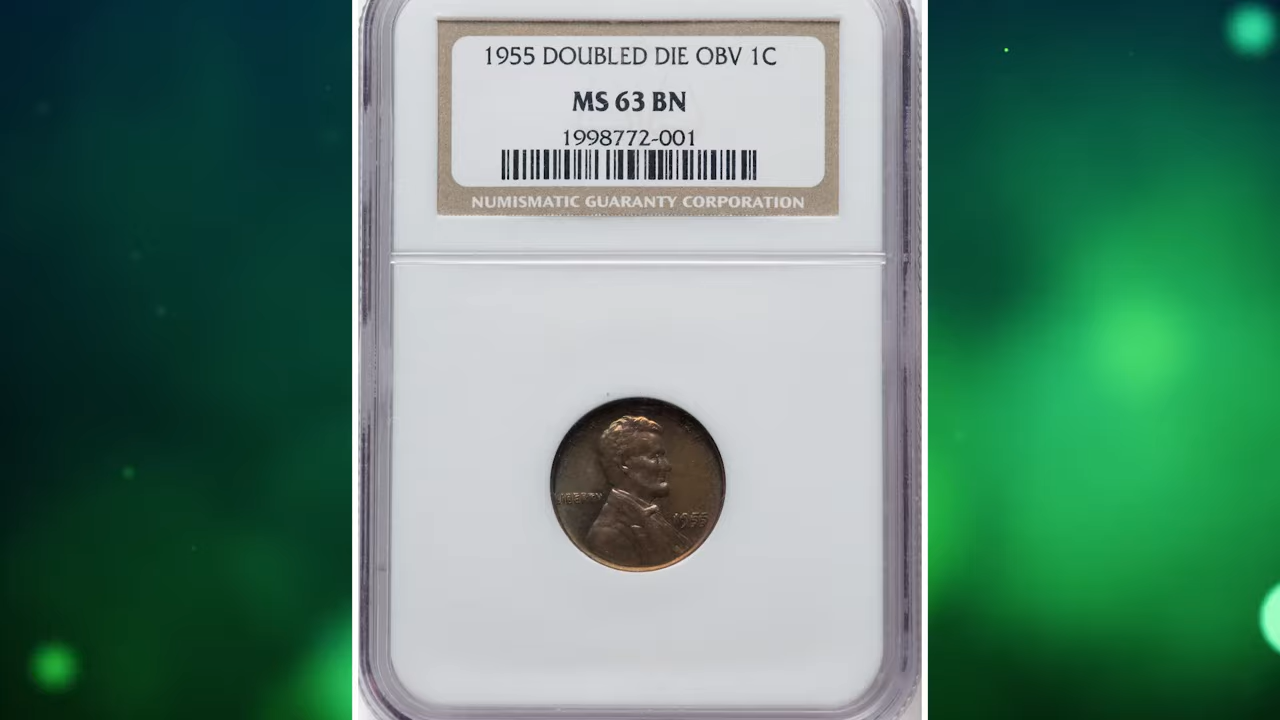 1955 DOUBLED DIE OBV 1C
MS 63 BN
1998772-001
NUMISMATIC GUARANTY CORPORATION
LIBERTY
1955